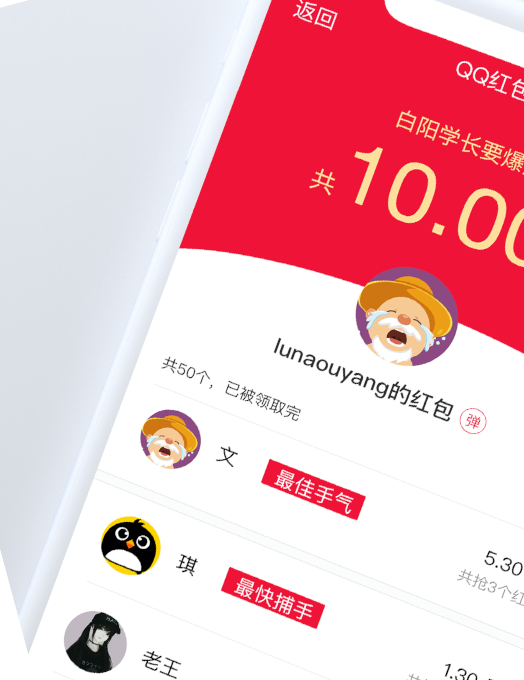 返回
QQ红包
白阳学长要爆
共
10.00
lunaouyang的红包 弹
共50个，已被领取完
文 最佳手气
5.30
共抢3个红
琪 最快捕手
1.30
老王